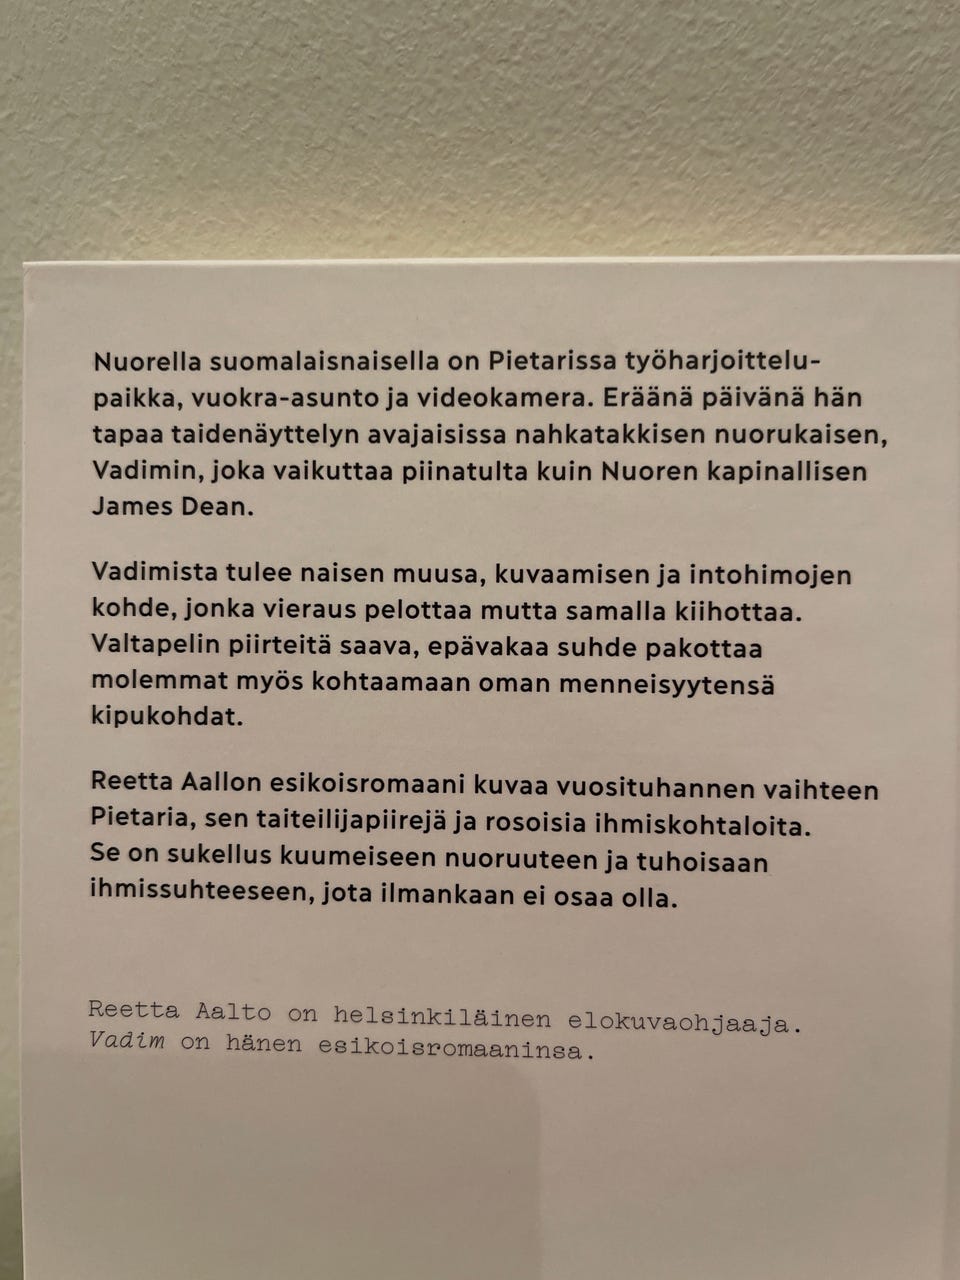 Nuorella suomalaisnaisella on Pietarissa työharjoittelu-
paikka, vuokra-asunto ja videokamera. Eräänä päivänä hän
tapaa taidenäyttelyn avajaisissa nahkatakkisen nuorukaisen,
Vadimin, joka vaikuttaa piinatulta kuin Nuoren kapinallisen
James Dean.
Vadimista tulee naisen muusa, kuvaamisen ja intohimojen
kohde, jonka vieraus pelottaa mutta samalla kiihottaa.
Valtapelin piirteitä saava, epävakaa suhde pakottaa
molemmat myös kohtaamaan oman menneisyytensä
kipukohdat.
Reetta Aallon esikoisromaani kuvaa vuosituhannen vaihteen
Pietaria, sen taiteilijapiirejä ja rosoisia ihmiskohtaloita.
Se on sukellus kuumeiseen nuoruuteen ja tuhoisaan
ihmissuhteeseen, jota ilmankaan ei osaa olla.
Reetta Aalto on helsinkiläinen elokuvaohjaaja.
Vadim on hänen esikoisromaaninsa.